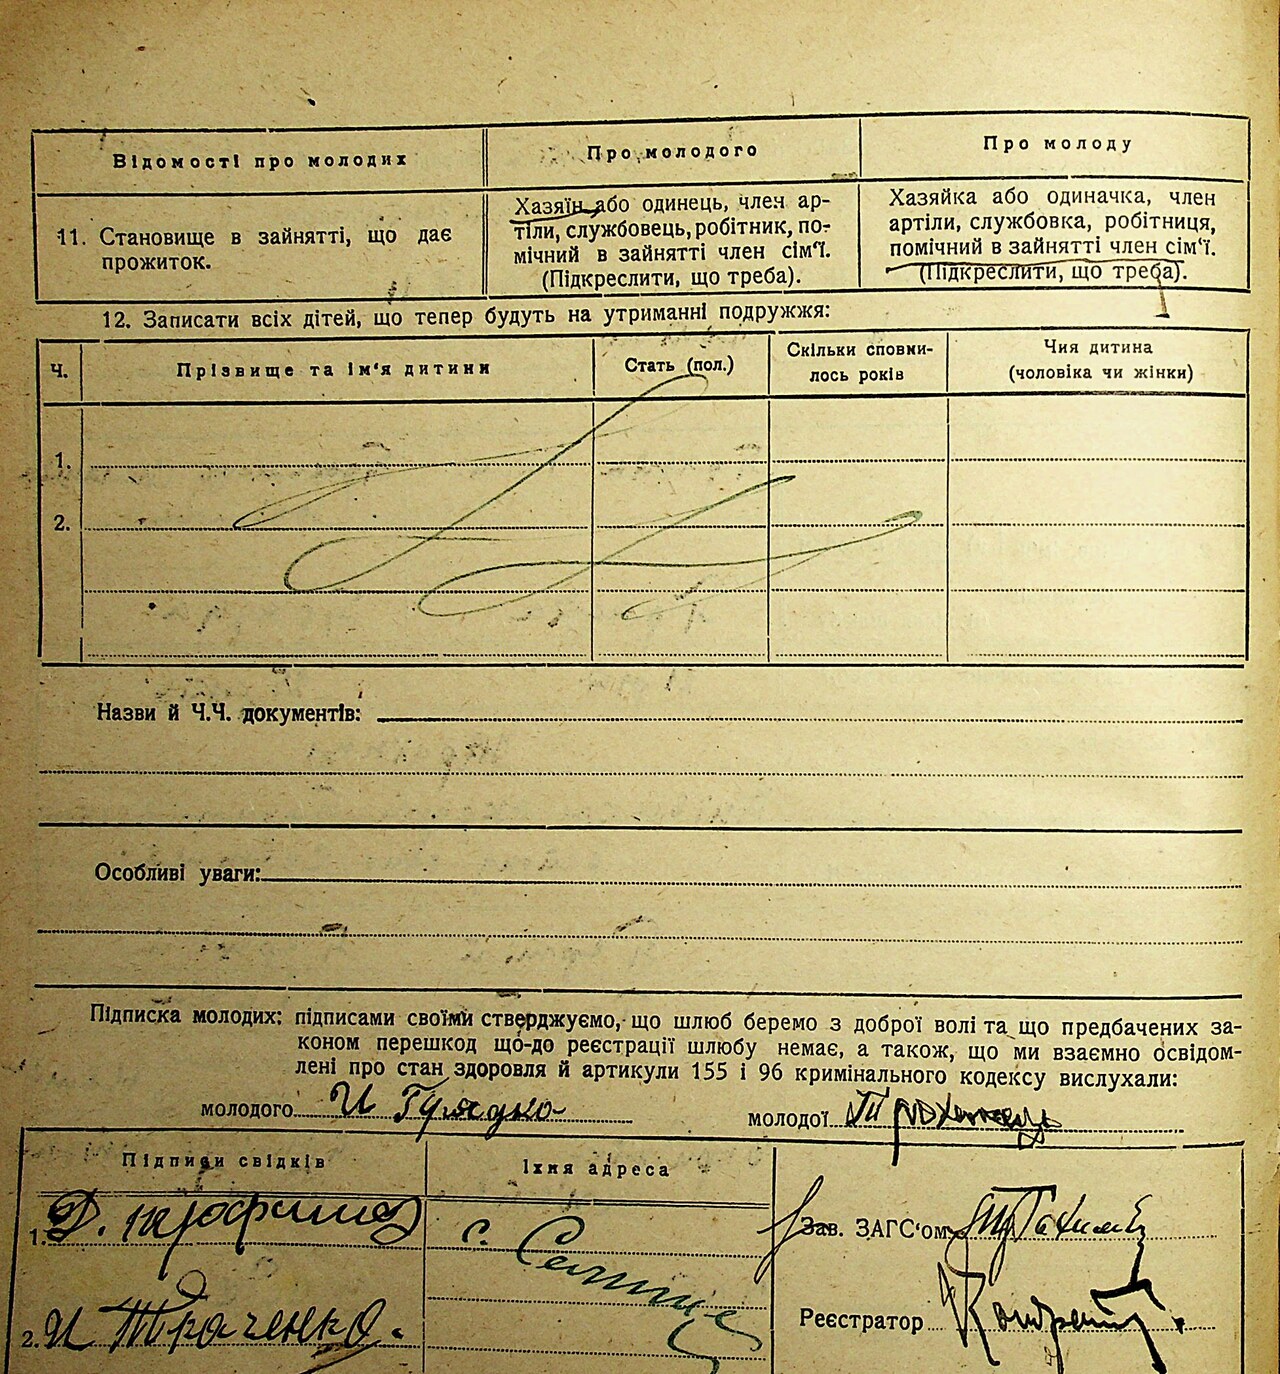 Відомості про молодих
Про молодого
Про молоду
11. Становище в зайнятті, що дає
прожиток.
Хазяїн або одинець, член ар-
тіли, службовець, робітник, по-
мічний в зайнятті член сім‘ї.
(Підкреслити, що треба).
Хазяйка або одиначка, член
артіли, службовка, робітниця,
помічний в зайнятті член сім‘ї.
(Підкреслити, що треба).
12. Записати всіх дітей, що тепер будуть на утриманні подружжя:
Ч.
Прізвище та ім‘я дитини
Стать (пол.)
Скільки сповни-
лось років
Чия дитина
(чоловіка чи жінки)
1.
2.
Назви й Ч.Ч. документів:
Особливі уваги:
Підписка молодих: підписами своїми стверджуємо, що шлюб беремо з доброї волі та що предбачених за-
коном перешкод що-до реєстрації шлюбу немає, а також, що ми взаємно освідом-
лені про стан здоровля й артикули 155 і 96 кримінального кодексу вислухали:
молодого И Грядко
молодої
Підписи свідків
Їхня адреса
1. Д.
с.
Зав. ЗАГС‘ом
2. И Ткаченко.
Реєстратор